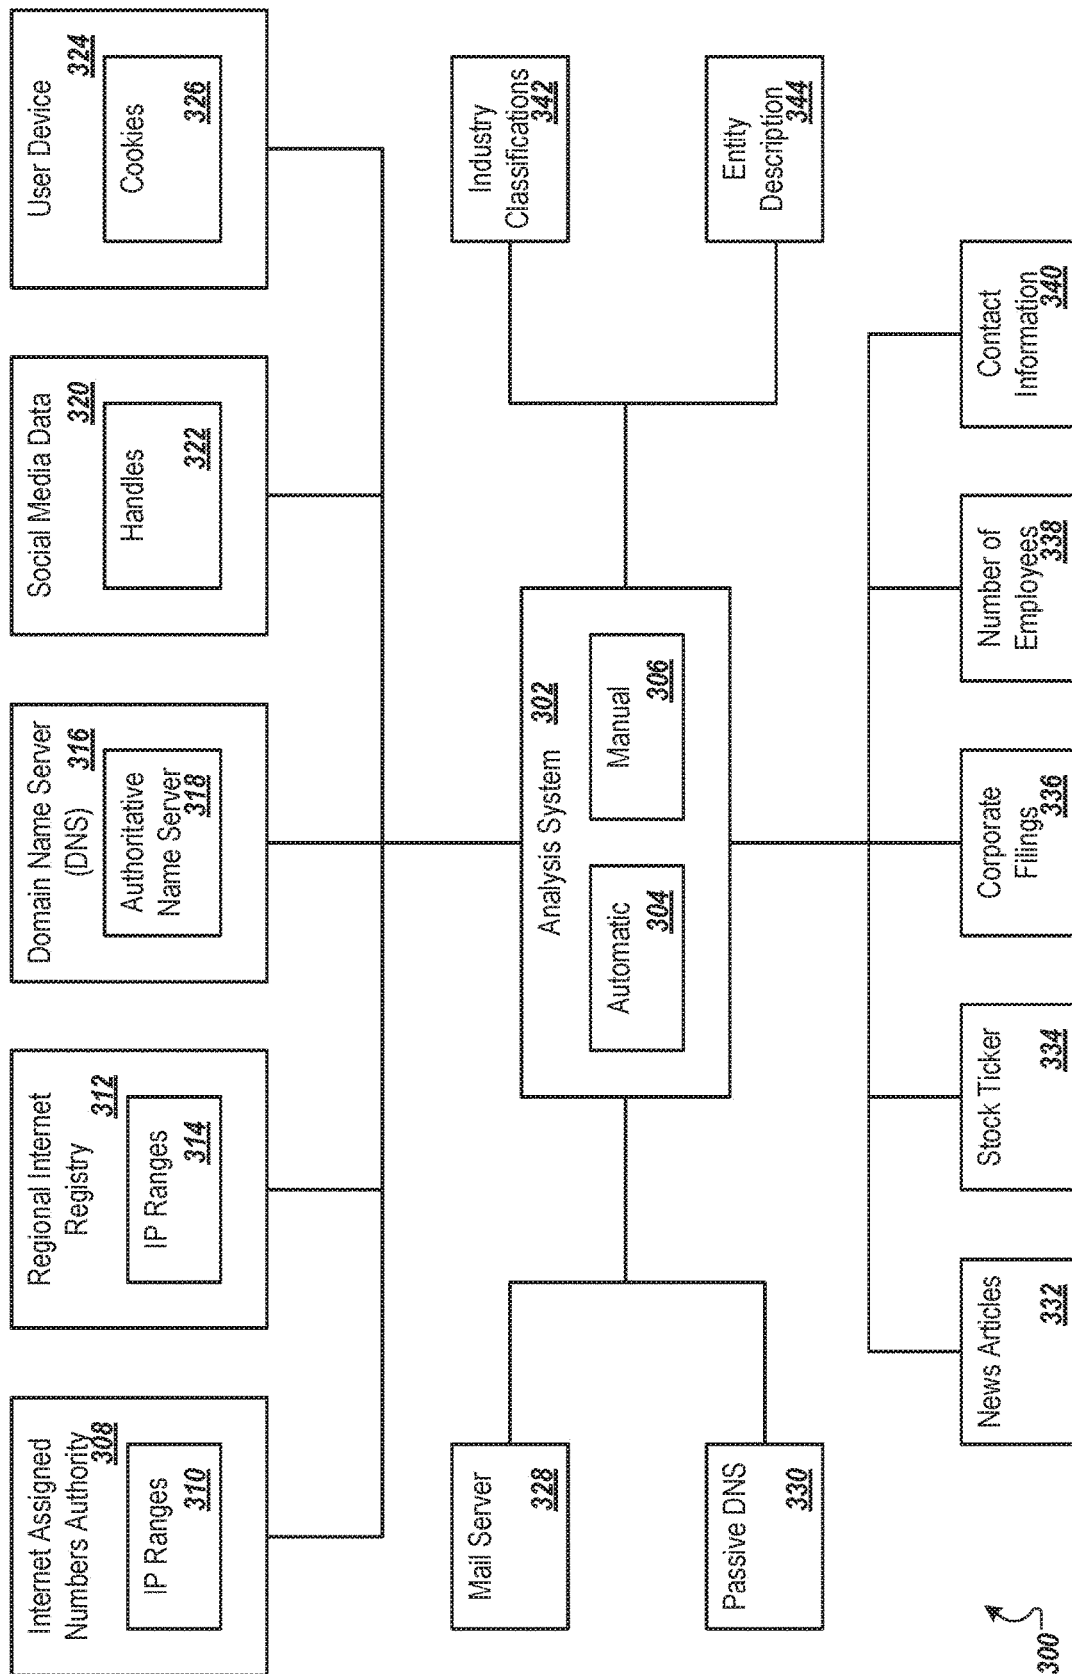 Internet Assigned
Numbers Authority
308
IP Ranges
310
Regional Internet
Registry
312
IP Ranges
314
Domain Name Server
(DNS)
316
Authoritative
Name Server
318
Social Media Data
320
Handles
322
User Device
324
Cookies
326
Mail Server
328
Passive DNS
330
Analysis System
302
Automatic
304
Manual
306
Industry
Classifications
342
Entity
Description
344
News Articles
332
Stock Ticker
334
Corporate
Filings
336
Number of
Employees
338
Contact
Information
340
300